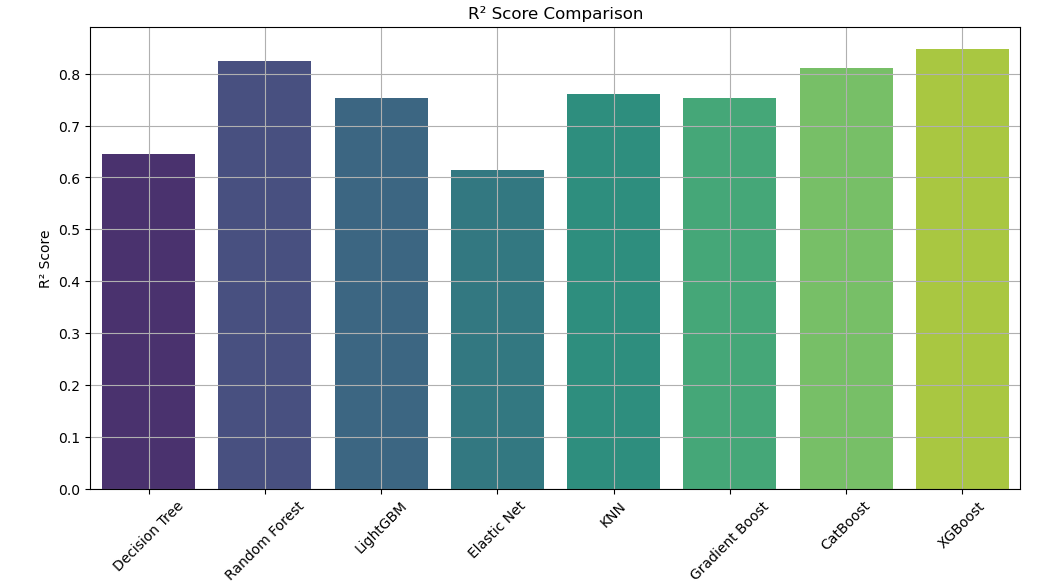 R² Score Comparison
R² Score
0.8
0.7
0.6
0.5
0.4
0.3
0.2
0.1
0.0
Decision Tree
Random Forest
LightGBM
Elastic Net
KNN
Gradient Boost
CatBoost
XGBoost